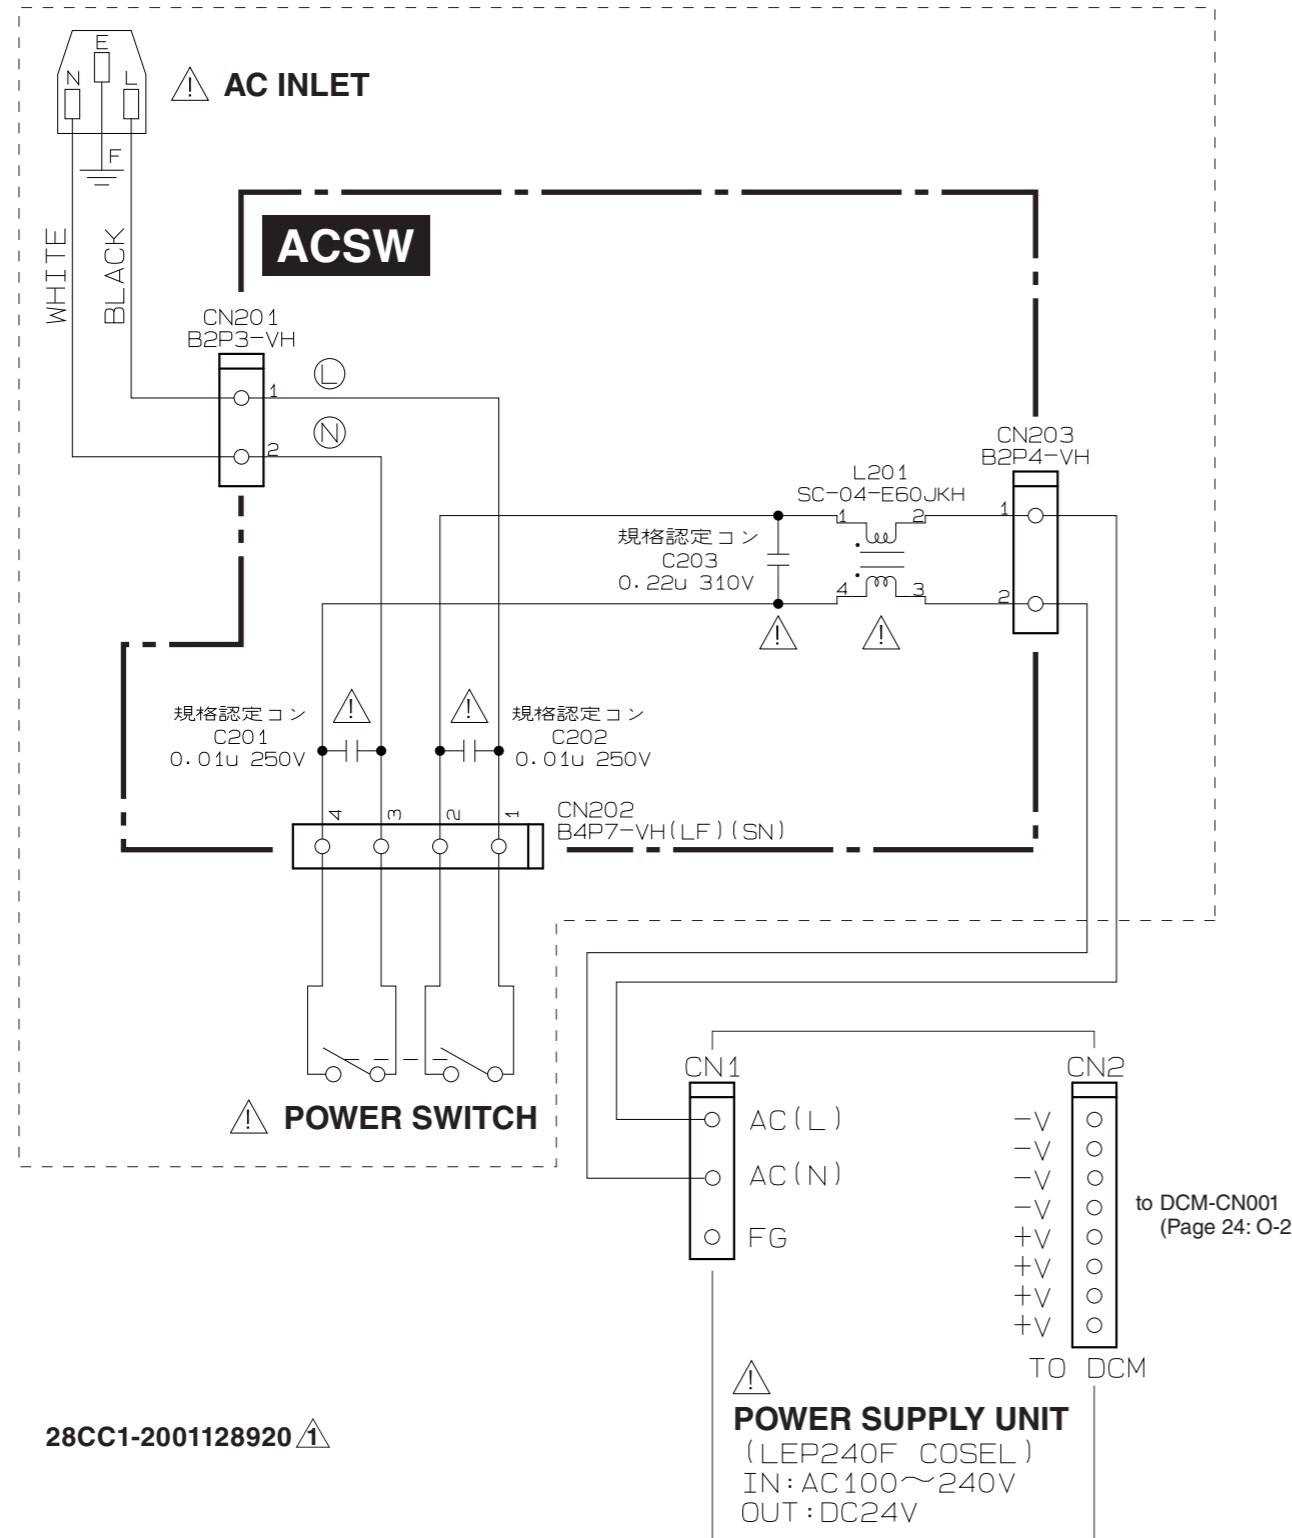 E
N
L
! AC INLET
F
WHITE
BLACK
ACSW
CN201
B2P3-VH
L
1
N
2
CN203
B2P4-VH
L201
SC-04-E60JKH
1
2
1
規格認定コン
C203
0.22u 310V
4
3
2
!
!
規格認定コン
C201
0.01u 250V
!
!
規格認定コン
C202
0.01u 250V
4
3
2
1
CN202
B4P7-VH(LF)(SN)
! POWER SWITCH
CN1
CN2
AC(L)
AC(N)
FG
-V
-V
-V
-V
+V
+V
+V
+V
to DCM-CN001
(Page 24: O-2
TO DCM
!
POWER SUPPLY UNIT
(LEP240F COSEL)
IN:AC100〜240V
OUT:DC24V
28CC1-2001128920 1